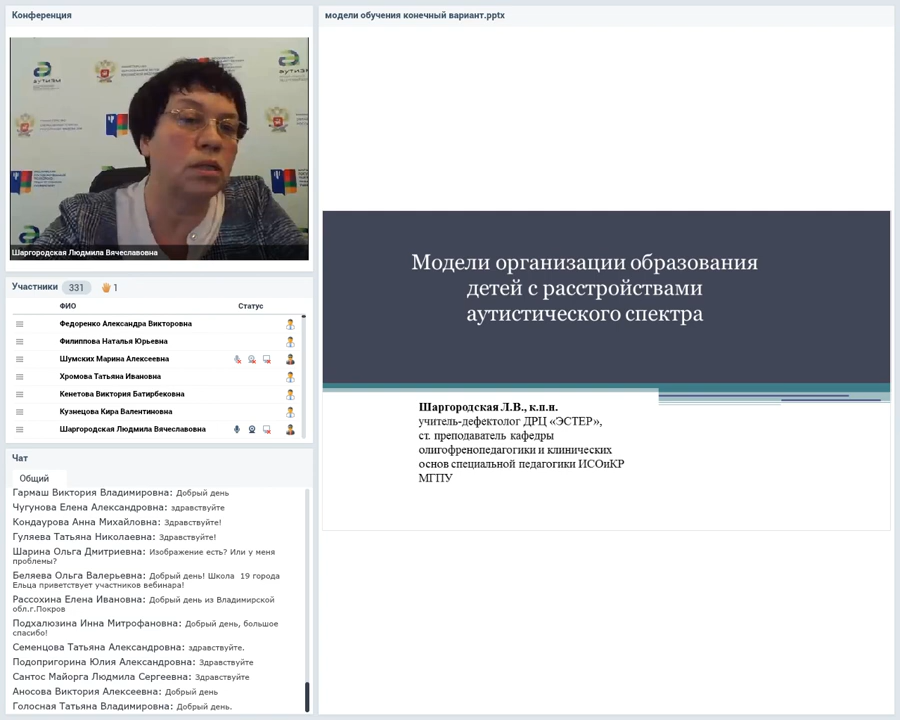 Конференция
аутизм
Шаргородская Людмила Вячеславовна
Участники 331 1
ФИО Статус
Федоренко Александра Викторовна
Филиппова Наталья Юрьевна
Шумских Марина Алексеевна
Хромова Татьяна Ивановна
Кенетова Виктория Батирбековна
Кузнецова Кира Валентиновна
Шаргородская Людмила Вячеславовна
Чат
Общий
Гармаш Виктория Владимировна: Добрый день
Чугунова Елена Александровна: здравствуйте
Кондаурова Анна Михайловна: Здравствуйте!
Гуляева Татьяна Николаевна: Здравствуйте!
Шарина Ольга Дмитриевна: Изображение есть? Или у меня
проблемы?
Беляева Ольга Валерьевна: Добрый день! Школа 19 города
Ельца приветствует участников вебинара!
Рассохина Елена Ивановна: Добрый день из Владимирской
обл.г.Покров
Подхалюзина Инна Митрофановна: Добрый день, большое
спасибо!
Семенцова Татьяна Александровна: здравствуйте.
Подопригорина Юлия Александровна: Здравствуйте
Сантос Майорга Людмила Сергеевна: Здравствуйте
Аносова Виктория Алексеевна: Добрый день
Голосная Татьяна Владимировна: Добрый день.
модели обучения конечный вариант.pptx
Модели организации образования
детей с расстройствами
аутистического спектра
Шаргородская Л.В., к.п.н.
учитель-дефектолог ДРЦ «ЭСТЕР»,
ст. преподаватель кафедры
олигофренопедагогики и клинических
основ специальной педагогики ИСОиКР
МГПУ